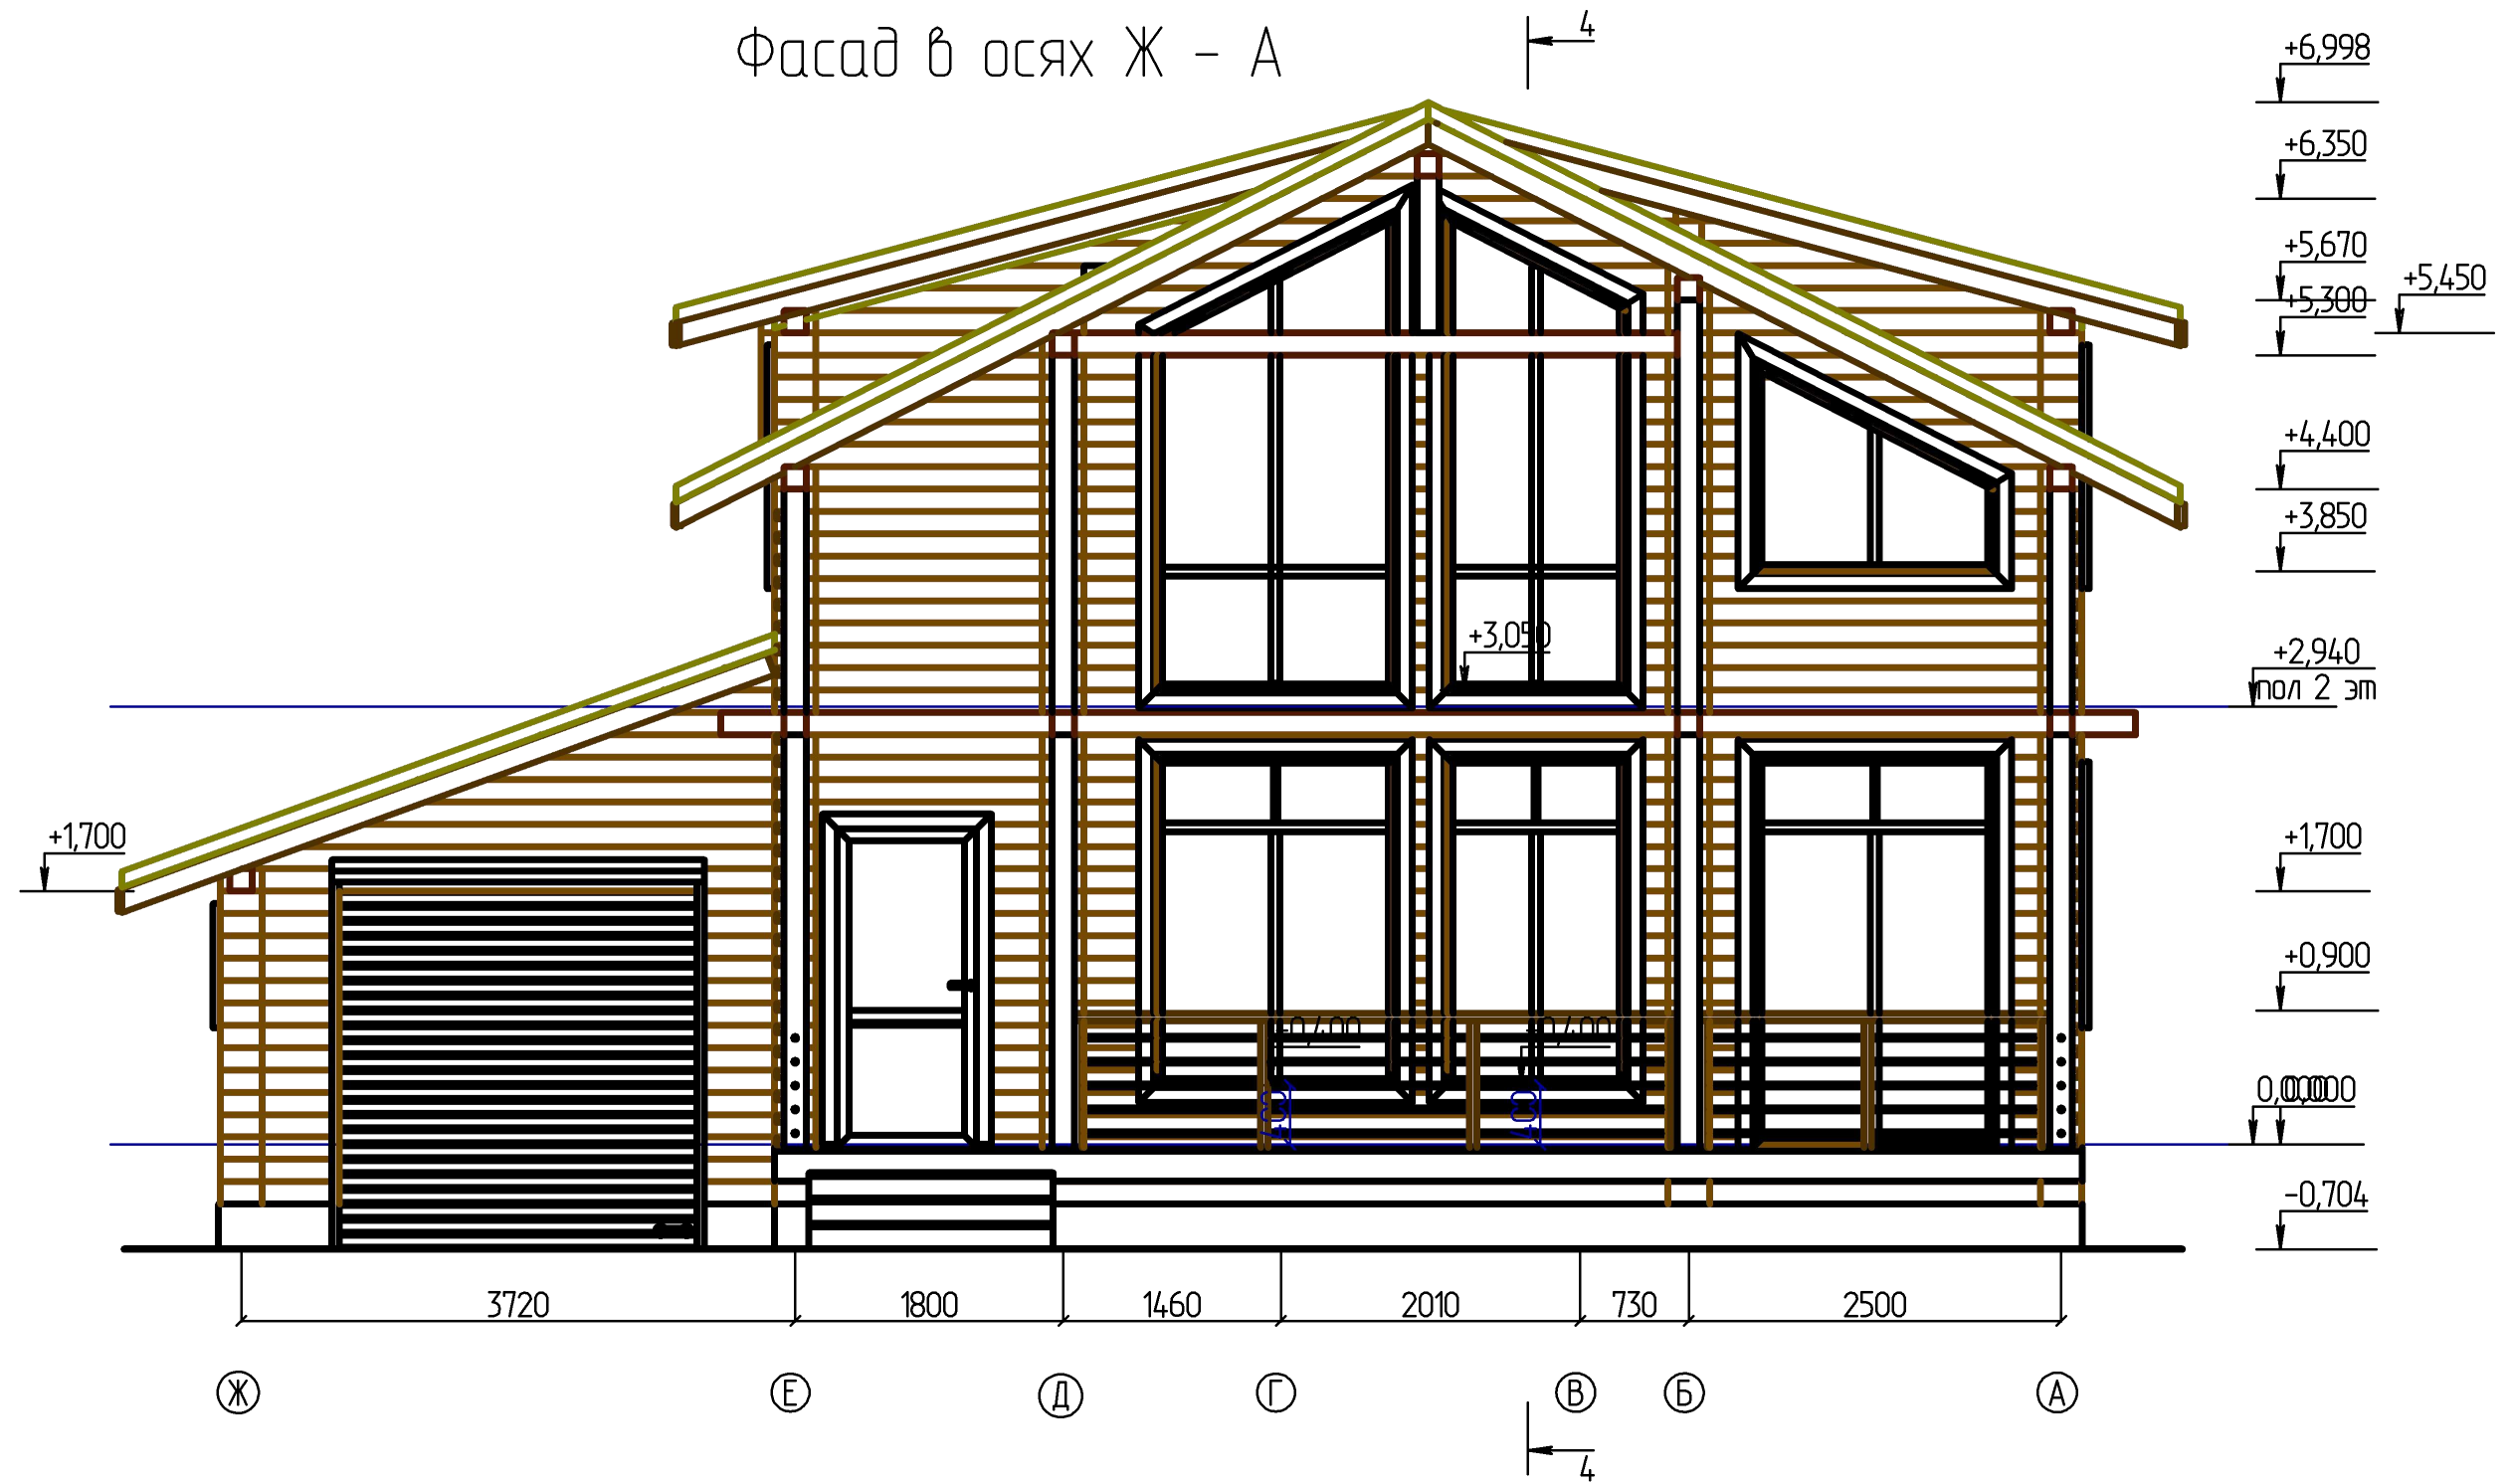 Фасад в осях Ж - А
4
+6,998
+6,350
+5,670
+5,450
+5,300
+4,400
+3,850
+3,050
+2,940
пол 2 эт
+1,700
+1,700
+0,900
0,000
-0,704
3720
1800
1460
2010
730
2500
Ж
Е
Д
Г
В
Б
А
4